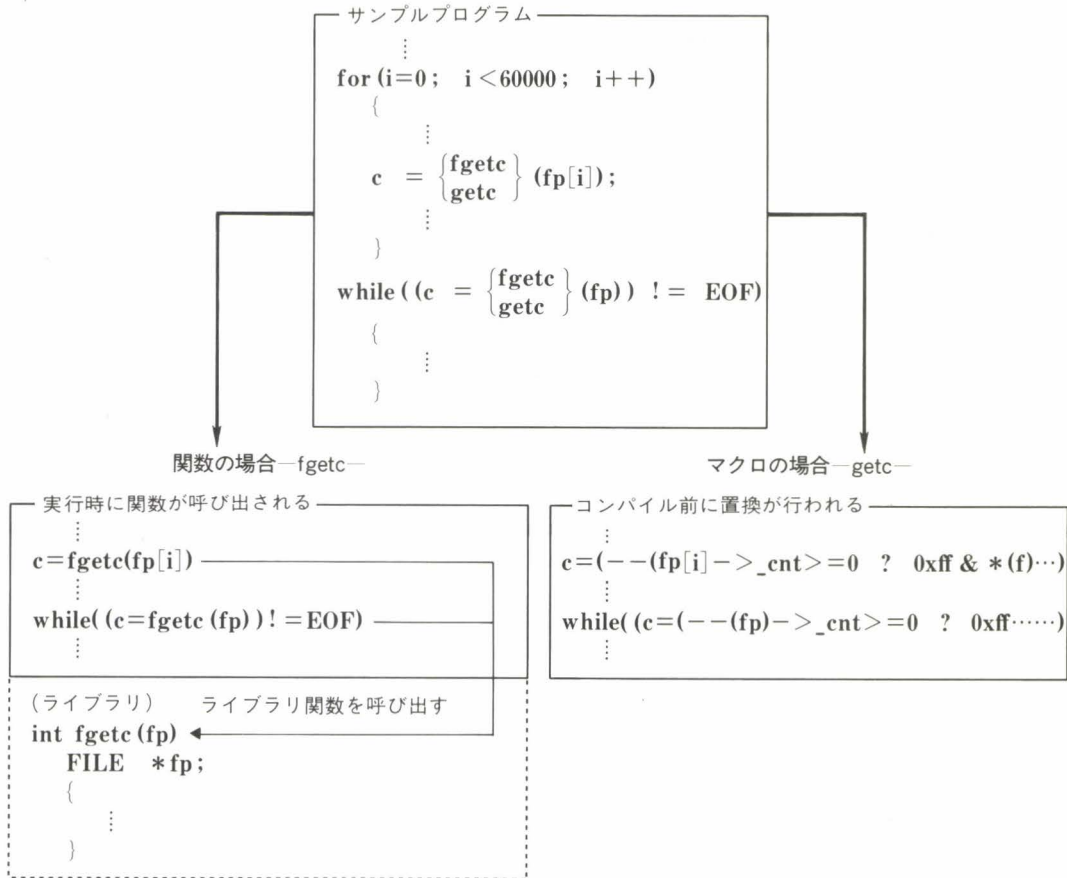 サンプルプログラム
⋮
for (i=0; i <60000; i++)
{
⋮
c = {fgetc
getc} (fp[i]);
⋮
}
while ((c = {fgetc
getc} (fp)) != EOF)
{
⋮
}
関数の場合—fgetc—
実行時に関数が呼び出される
⋮
c=fgetc(fp[i])
⋮
while( (c=fgetc (fp))! =EOF)
⋮
(ライブラリ) ライブラリ関数を呼び出す
int fgetc (fp)
FILE *fp;
{
⋮
}
マクロの場合—getc—
コンパイル前に置換が行われる
⋮
c=(--(fp[i]->_cnt>=0 ? 0xff & *(f)…)
⋮
while( (c=(--(fp)->_cnt>=0 ? 0xff……)
⋮